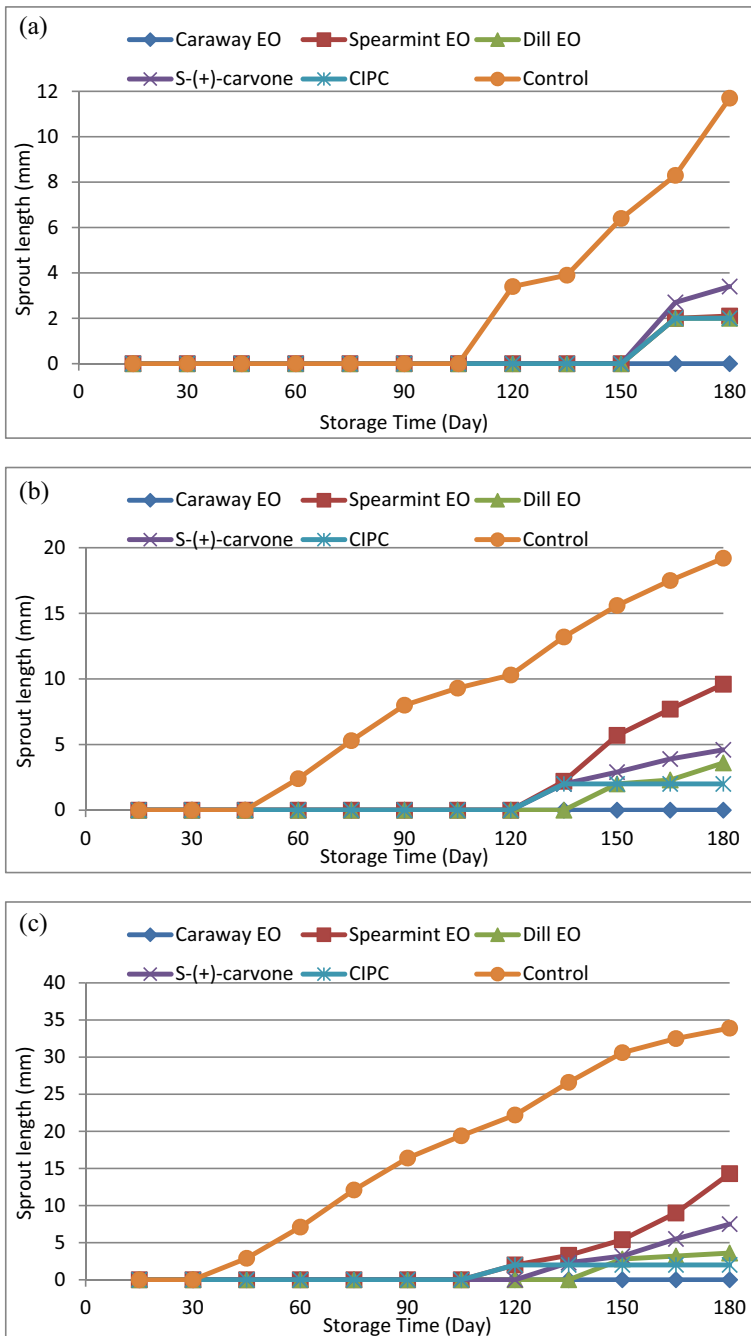 (a)
Caraway EO Spearmint EO Dill EO
S-(+)-carvone CIPC Control
12
10
8
6
4
2
0
Sprout length (mm)
0 30 60 90 120 150 180
Storage Time (Day)
(b)
Caraway EO Spearmint EO Dill EO
S-(+)-carvone CIPC Control
20
15
10
5
0
Sprout length (mm)
0 30 60 90 120 150 180
Storage Time (Day)
(c)
Caraway EO Spearmint EO Dill EO
S-(+)-carvone CIPC Control
40
35
30
25
20
15
10
5
0
Sprout length (mm)
0 30 60 90 120 150 180
Storage Time (Day)